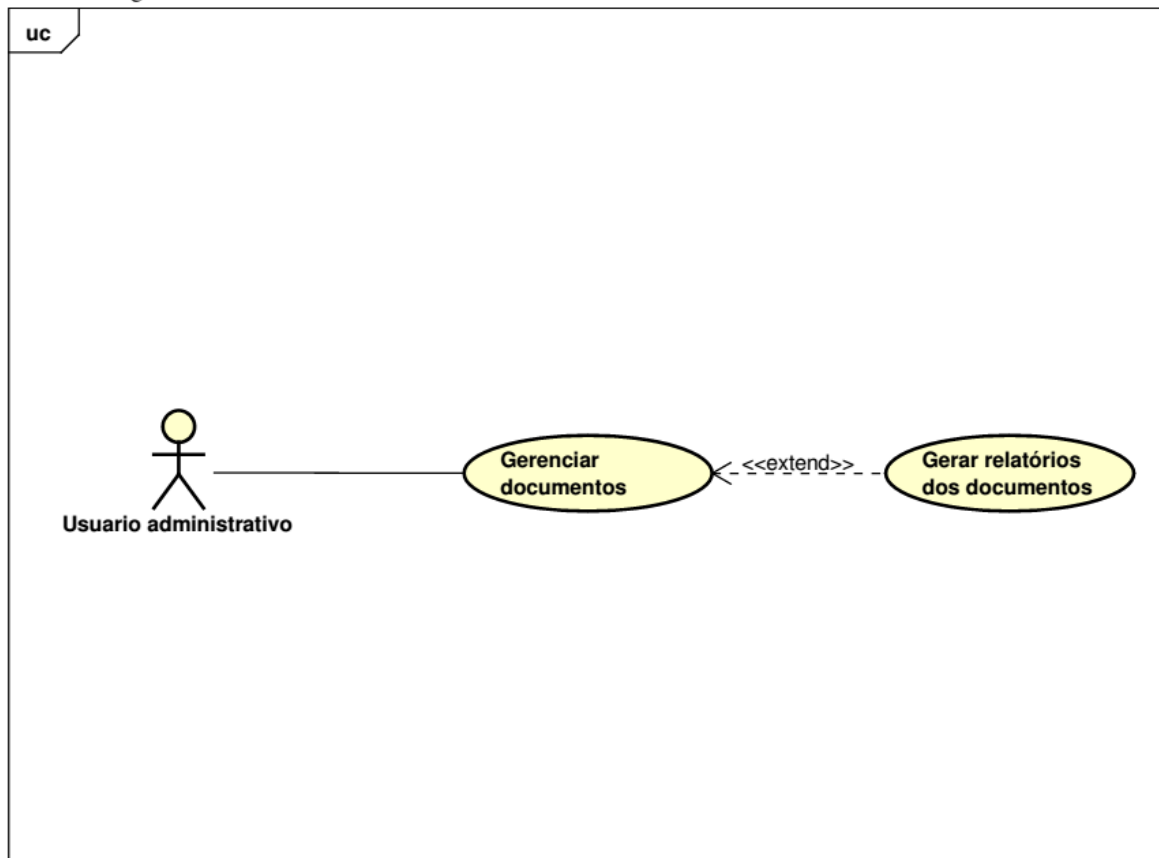 uc
Gerenciar
documentos
<<extend>>
Gerar relatórios
dos documentos
Usuario administrativo